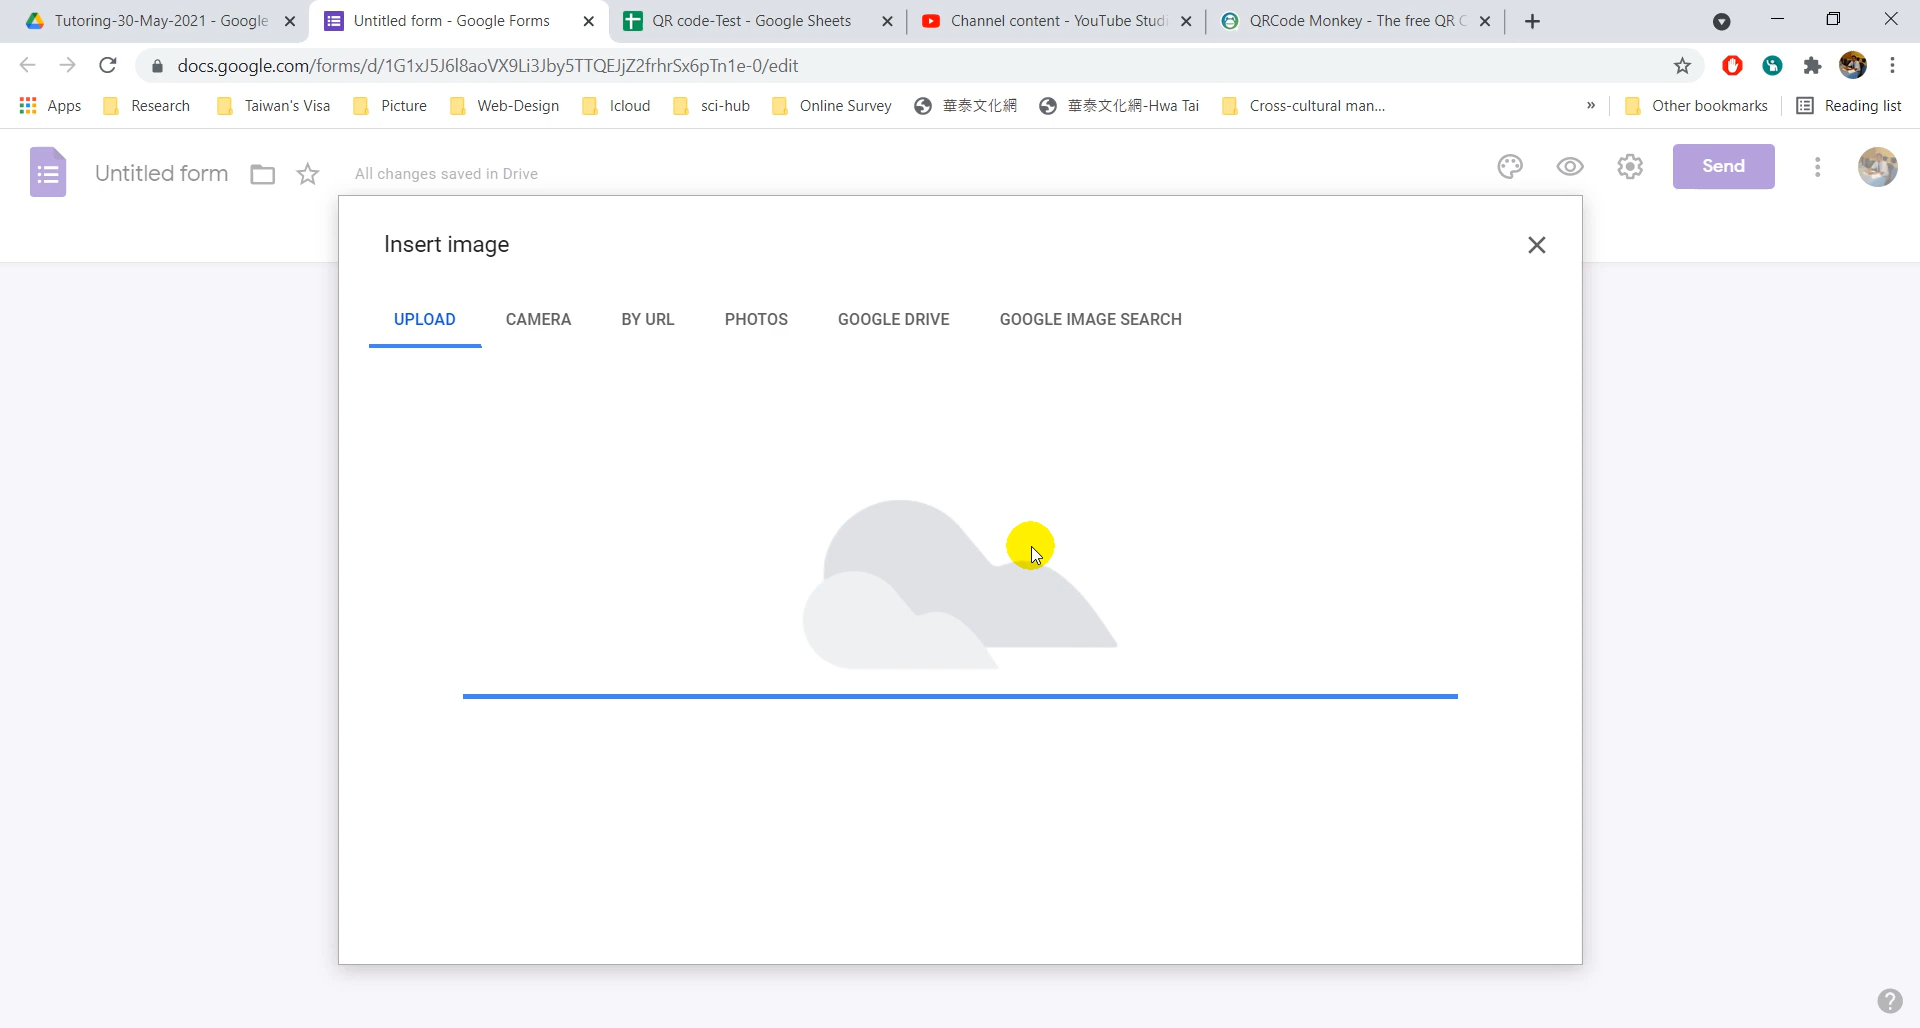 Tutoring-30-May-2021 - Google
Untitled form - Google Forms
QR code-Test - Google Sheets
Channel content - YouTube Studi
QRCode Monkey - The free QR C
docs.google.com/forms/d/1G1xJ5J6l8aoVX9Li3Jby5TTQEJjZ2frhrSx6pTn1e-0/edit
Apps
Research
Taiwan's Visa
Picture
Web-Design
Icloud
sci-hub
Online Survey
華泰文化網
華泰文化網-Hwa Tai
Cross-cultural man...
»
Other bookmarks
Reading list
Untitled form
All changes saved in Drive
Send
Insert image
UPLOAD
CAMERA
BY URL
PHOTOS
GOOGLE DRIVE
GOOGLE IMAGE SEARCH